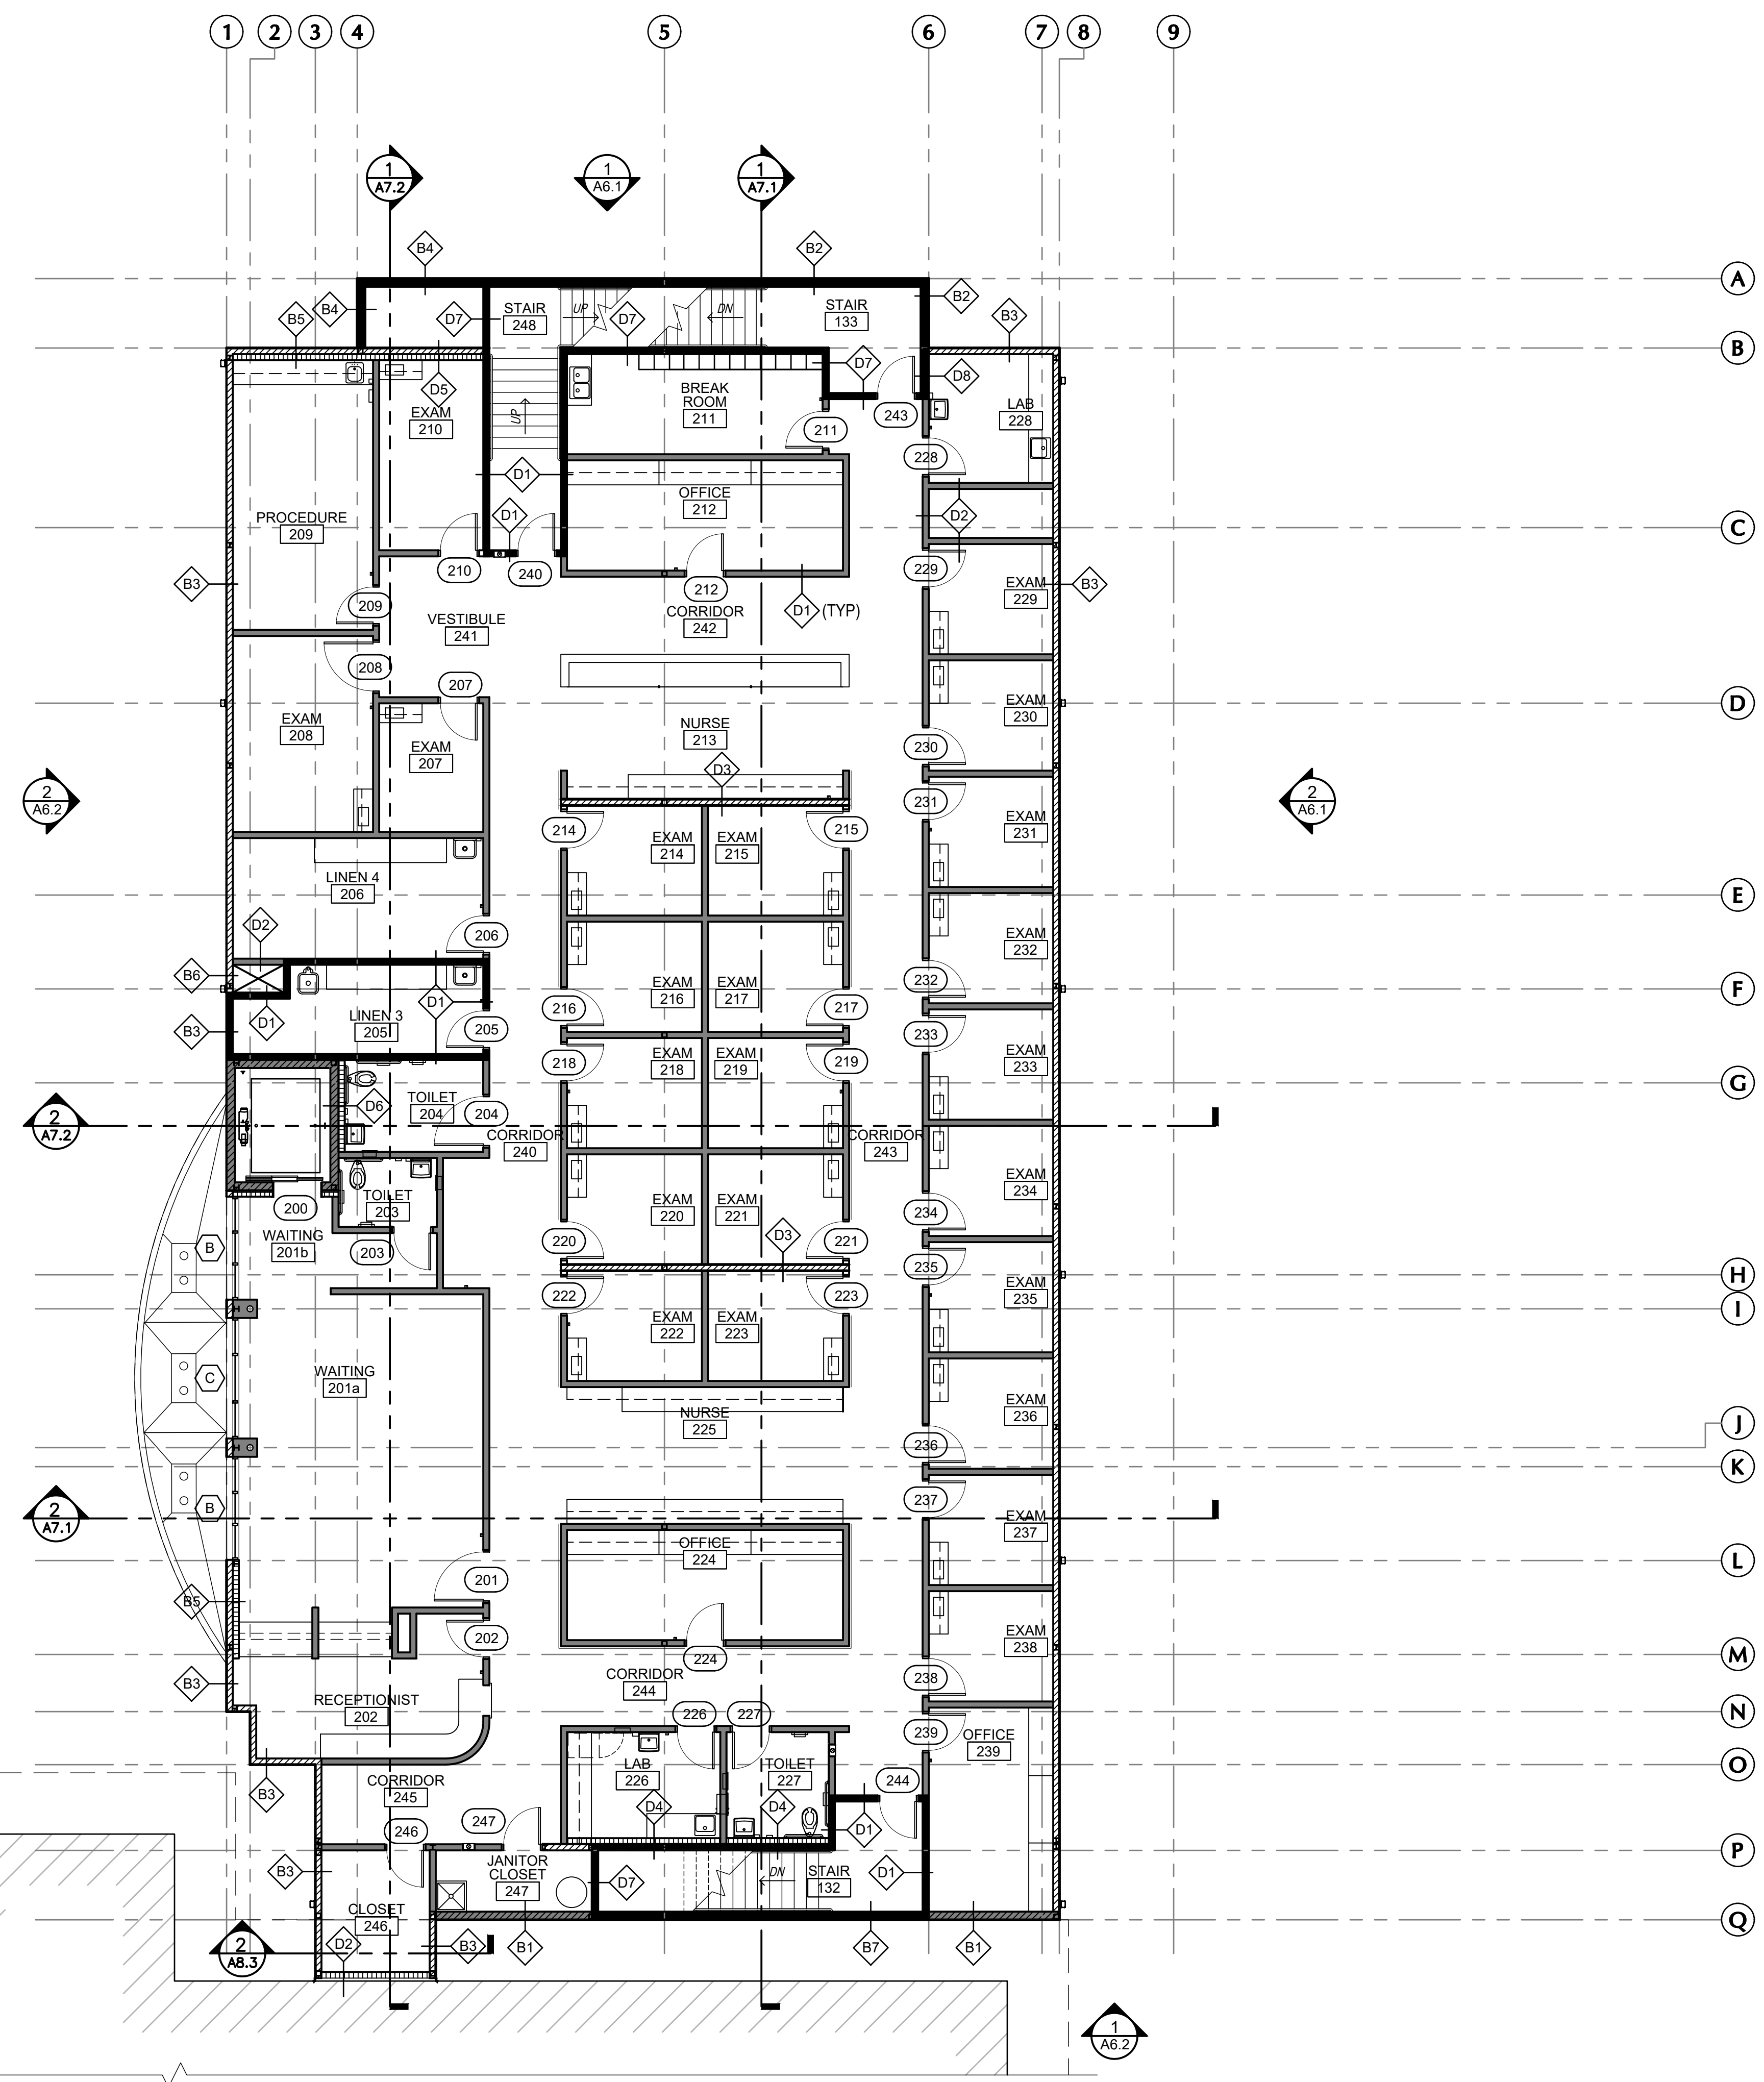 1 2 3 4 5 6 7 8 9
1 1 1
A7.2 A6.1 A7.1
B4 B2
A
B4 B5 D7 STAIR UP D7 DN STAIR B2 B3
248 133
B
D5 BREAK D7 D8
EXAM UP ROOM LAB
210 211 211 243 228
D1 228
OFFICE
PROCEDURE D1 212 D2
209 C
210 240 229
B3 209 212 EXAM B3
VESTIBULE CORRIDOR D1 (TYP) 229
241 242
208
207
EXAM NURSE EXAM D
208 213 230
EXAM 230
207 D3
2 231 2
A6.2 214 EXAM EXAM 215 EXAM A6.1
214 215 231
LINEN 4 E
206
D2 206 EXAM
232
B6 EXAM EXAM 232
D1 D1 216 217 F
LINEN 3 216 217
B3 205 205 233
EXAM EXAM EXAM
218 218 219 219 233
TOILET G
D6 204 204
2
A7.2 CORRIDOR CORRIDOR
240 243
TOILET EXAM EXAM EXAM
200 203 220 221 234
WAITING D3 234
B 201b 203 220 221
235 H
222 EXAM EXAM 223 EXAM
222 223 235 I
WAITING
C 201a
NURSE EXAM
225 236 J
236
K
B 237
2 EXAM
A7.1 OFFICE 237
224 L
201
B5
202 EXAM
224 238 M
B3 CORRIDOR 238
244
RECEPTIONIST N
202 226 227 239 OFFICE
239
LAB TOILET O
CORRIDOR 226 227 244
B3 245 D4 D4
247 D1
246 P
JANITOR
B3 CLOSET DN STAIR D1
247 D7 132
CLOSET
246 Q
2 D2 B3 B1 B7 B1
A8.3
1
A6.2